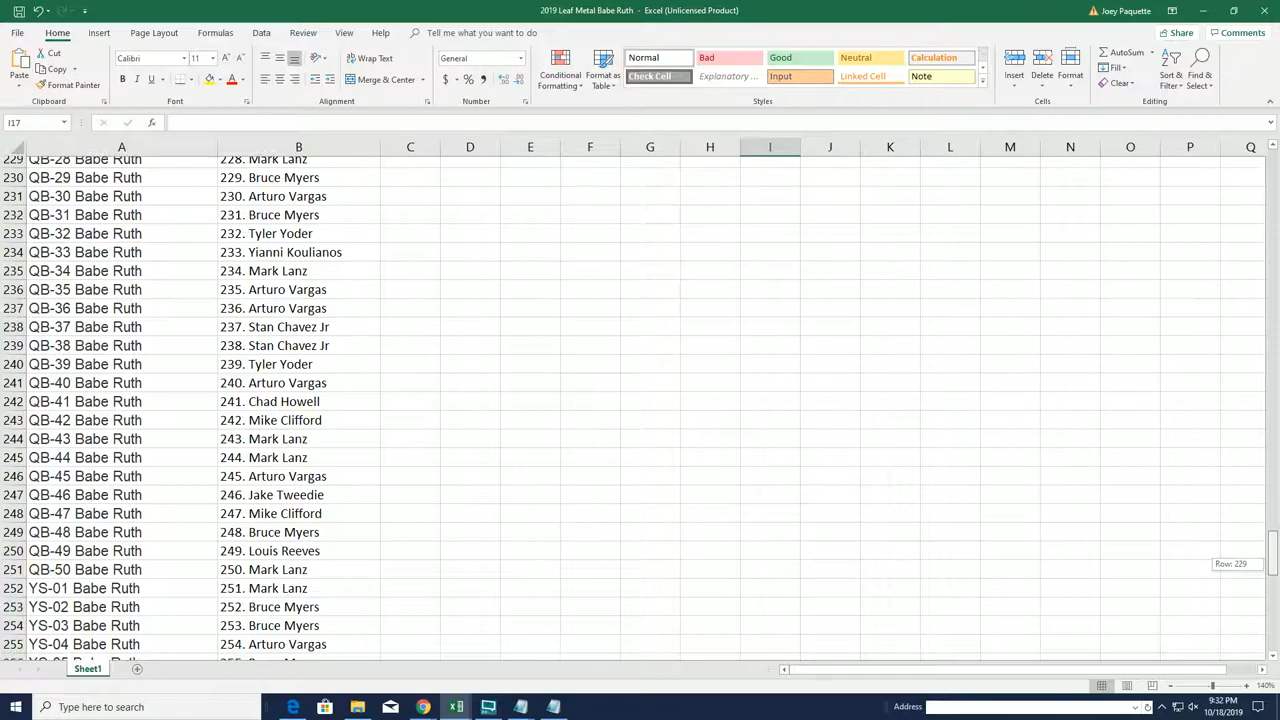 2019 Leaf Metal Babe Ruth - Excel (Unlicensed Product)
Joey Paquette
File Home Insert Page Layout Formulas Data Review View Help Tell me what you want to do
Share Comments
Paste Cut Copy Format Painter
Calibri 11
B I U
Wrap Text
Merge & Center
General
$ % ,
Conditional Formatting Format as Table
Normal Bad Good Neutral Calculation
Check Cell Explanatory ... Input Linked Cell Note
Insert Delete Format
AutoSum Fill Clear
Sort & Filter Find & Select
Clipboard Font Alignment Number Styles Cells Editing
I17 fx
A B C D E F G H I J K L M N O P Q
229 QB-28 Babe Ruth 228. Mark Lanz
230 QB-29 Babe Ruth 229. Bruce Myers
231 QB-30 Babe Ruth 230. Arturo Vargas
232 QB-31 Babe Ruth 231. Bruce Myers
233 QB-32 Babe Ruth 232. Tyler Yoder
234 QB-33 Babe Ruth 233. Yianni Koulianos
235 QB-34 Babe Ruth 234. Mark Lanz
236 QB-35 Babe Ruth 235. Arturo Vargas
237 QB-36 Babe Ruth 236. Arturo Vargas
238 QB-37 Babe Ruth 237. Stan Chavez Jr
239 QB-38 Babe Ruth 238. Stan Chavez Jr
240 QB-39 Babe Ruth 239. Tyler Yoder
241 QB-40 Babe Ruth 240. Arturo Vargas
242 QB-41 Babe Ruth 241. Chad Howell
243 QB-42 Babe Ruth 242. Mike Clifford
244 QB-43 Babe Ruth 243. Mark Lanz
245 QB-44 Babe Ruth 244. Mark Lanz
246 QB-45 Babe Ruth 245. Arturo Vargas
247 QB-46 Babe Ruth 246. Jake Tweedie
248 QB-47 Babe Ruth 247. Mike Clifford
249 QB-48 Babe Ruth 248. Bruce Myers
250 QB-49 Babe Ruth 249. Louis Reeves
251 QB-50 Babe Ruth 250. Mark Lanz
Row: 229
252 YS-01 Babe Ruth 251. Mark Lanz
253 YS-02 Babe Ruth 252. Bruce Myers
254 YS-03 Babe Ruth 253. Bruce Myers
255 YS-04 Babe Ruth 254. Arturo Vargas
Sheet1
140%
Type here to search
Address
9:32 PM
10/18/2019